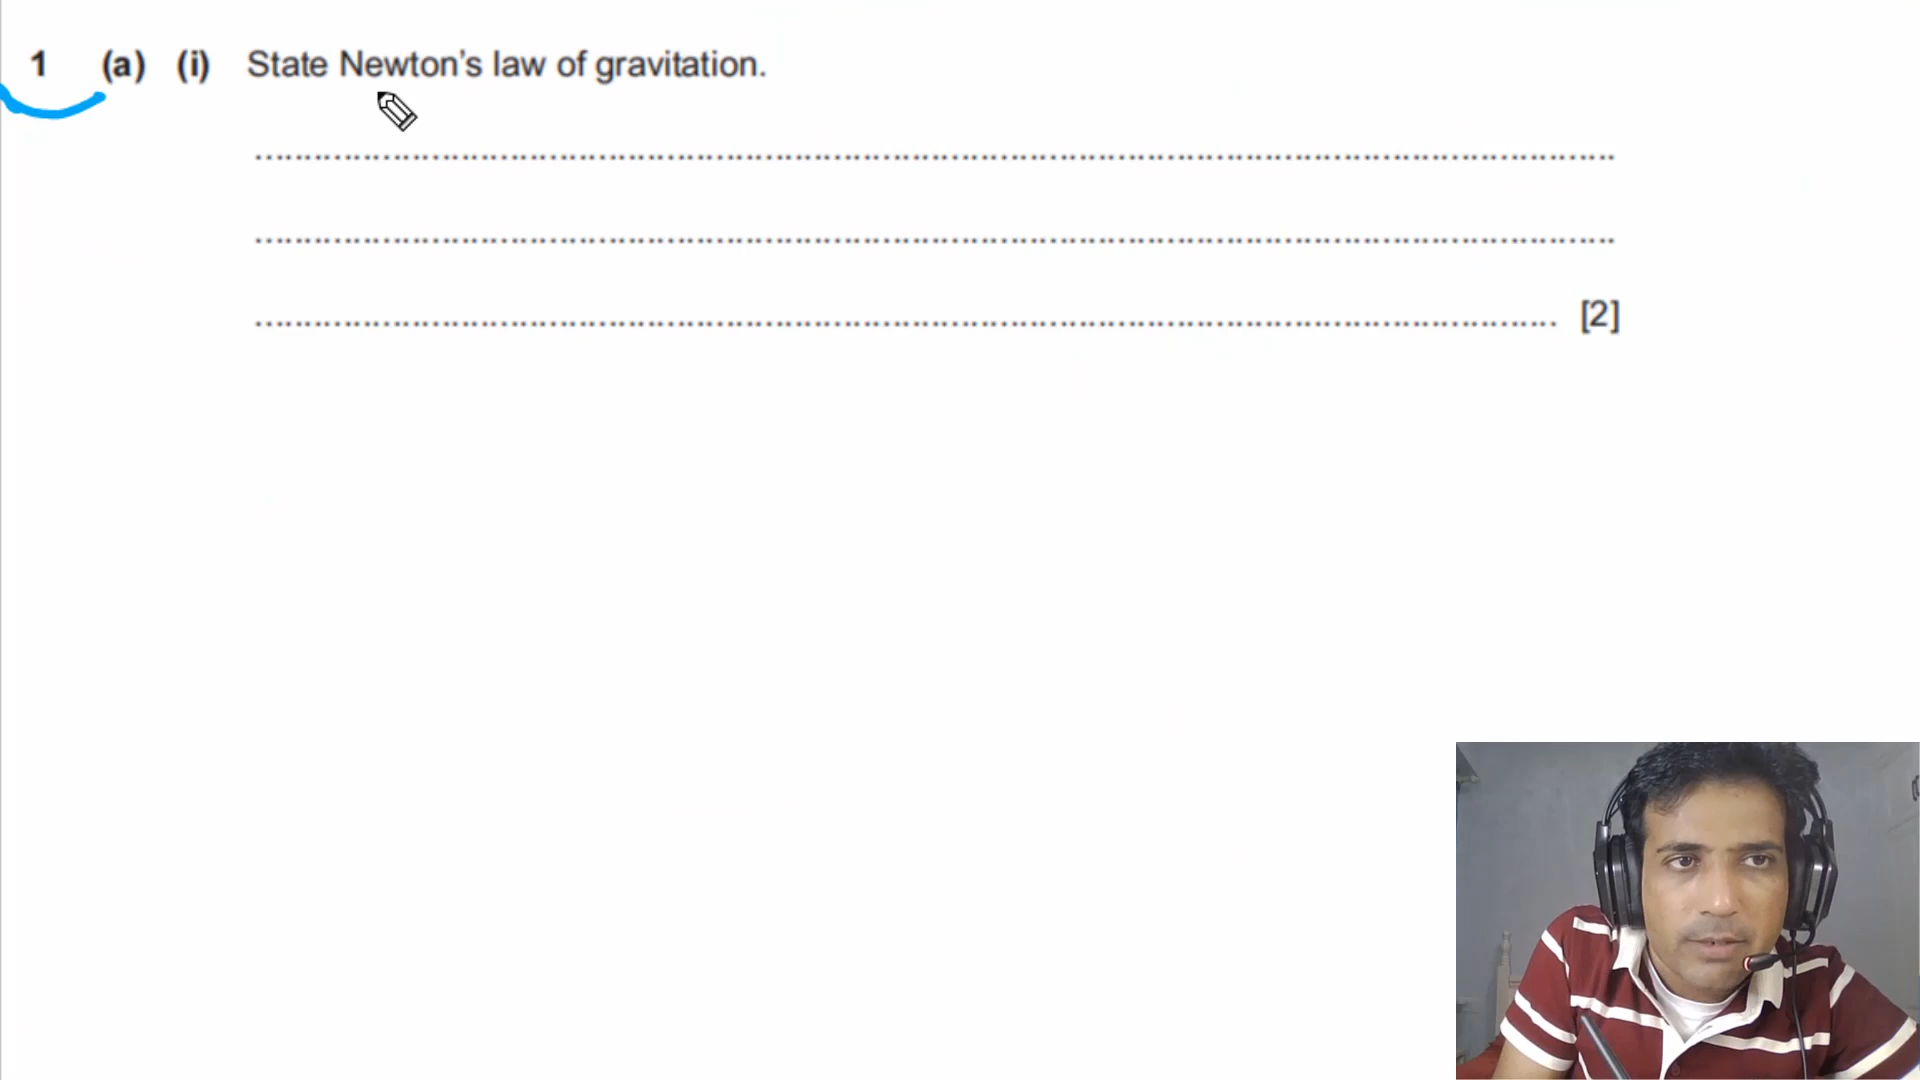 1 (a) (i) State Newton's law of gravitation.
[2]